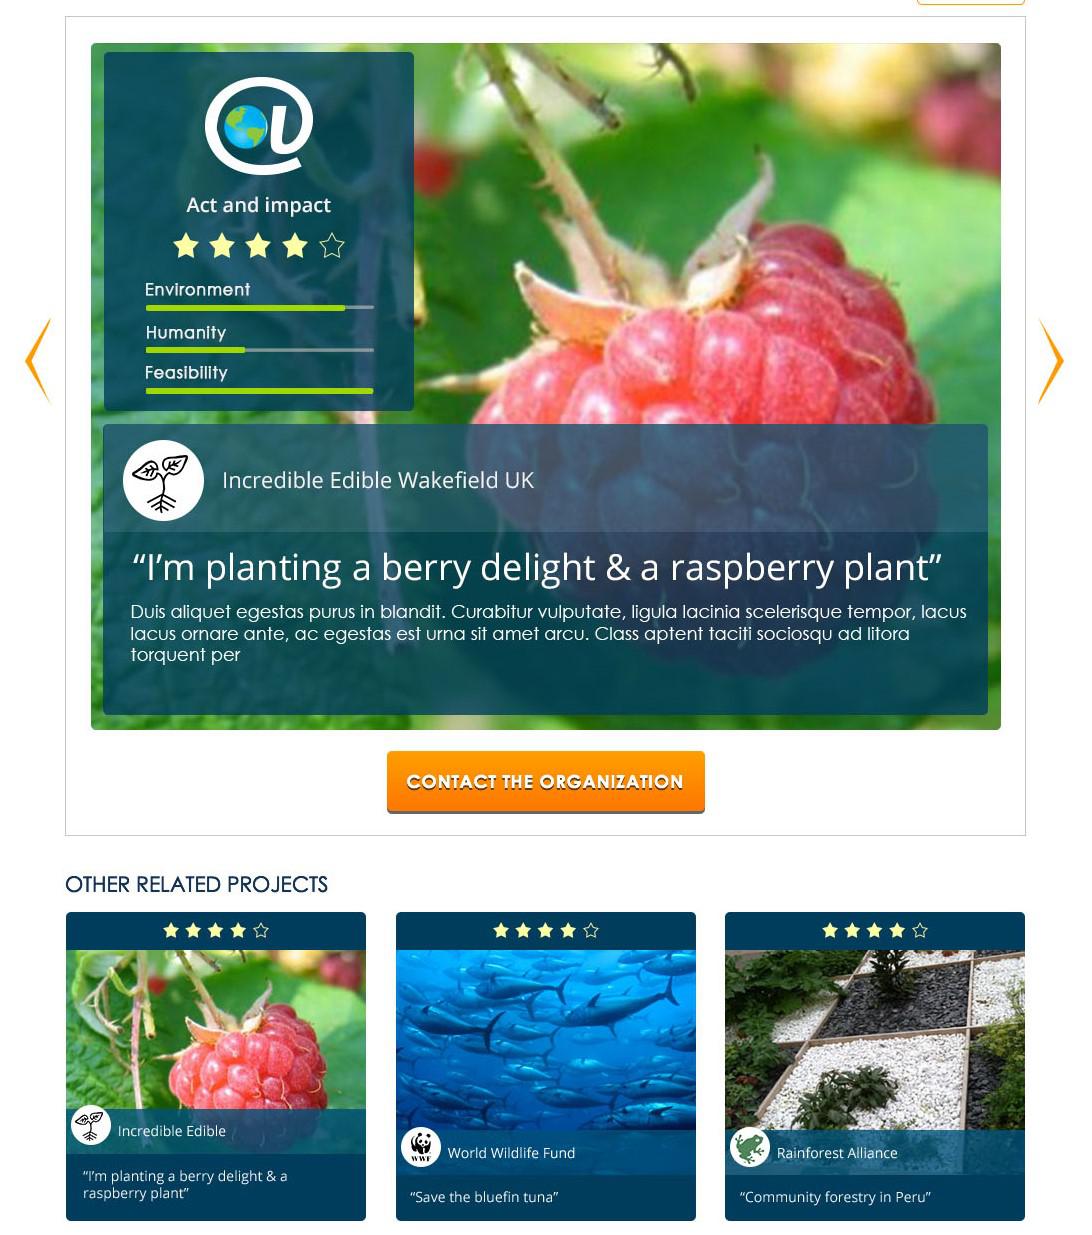 Act and impact
Environment
Humanity
Feasibility
Incredible Edible Wakefield UK
“I’m planting a berry delight & a raspberry plant”
Duis aliquet egestas purus in blandit. Curabitur vulputate, ligula lacinia scelerisque tempor, lacus
lacus ornare ante, ac egestas est urna sit amet arcu. Class aptent taciti sociosqu ad litora
torquent per
CONTACT THE ORGANIZATION
OTHER RELATED PROJECTS
Incredible Edible
“I’m planting a berry delight & a
raspberry plant”
WWF
World Wildlife Fund
“Save the bluefin tuna”
Rainforest Alliance
“Community forestry in Peru”